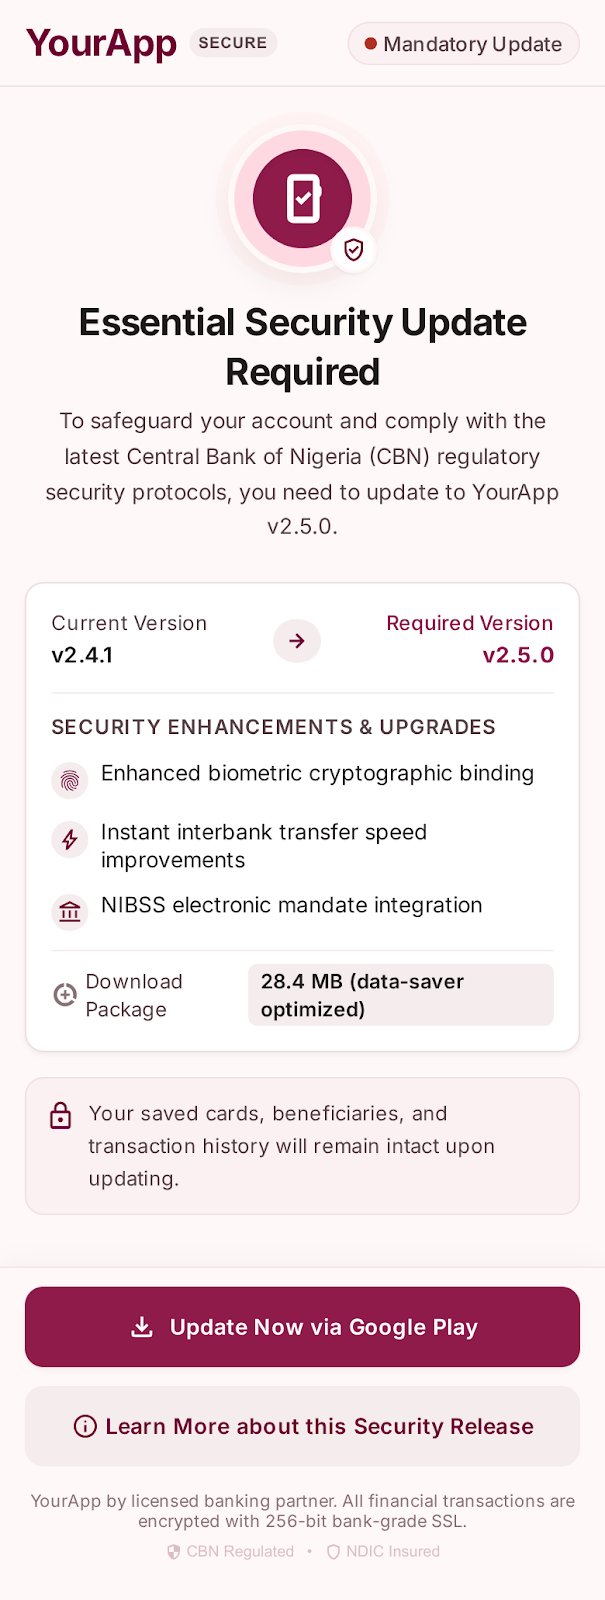 YourApp SECURE Mandatory Update
Essential Security Update
Required
To safeguard your account and comply with the
latest Central Bank of Nigeria (CBN) regulatory
security protocols, you need to update to YourApp
v2.5.0.
Current Version Required Version
v2.4.1 v2.5.0
SECURITY ENHANCEMENTS & UPGRADES
Enhanced biometric cryptographic binding
Instant interbank transfer speed
improvements
NIBSS electronic mandate integration
Download
Package
28.4 MB (data-saver
optimized)
Your saved cards, beneficiaries, and
transaction history will remain intact upon
updating.
Update Now via Google Play
Learn More about this Security Release
YourApp by licensed banking partner. All financial transactions are
encrypted with 256-bit bank-grade SSL.
CBN Regulated • NDIC Insured